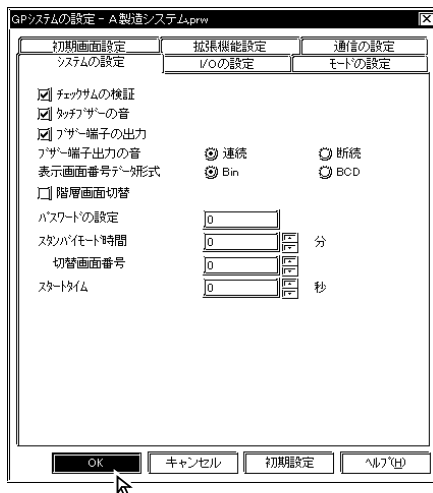 GPシステムの設定 - A製造システム.prw
初期画面設定 拡張機能設定 通信の設定
システムの設定 I/Oの設定 モードの設定
チェックサムの検証
タッチブザーの音
ブザー端子の出力
ブザー端子出力の音 連続 断続
表示画面番号データ形式 Bin BCD
階層画面切替
パスワードの設定 0
スタンバイモード時間 0 分
切替画面番号 0
スタートタイム 0 秒
OK キャンセル 初期設定 ヘルプ(H)